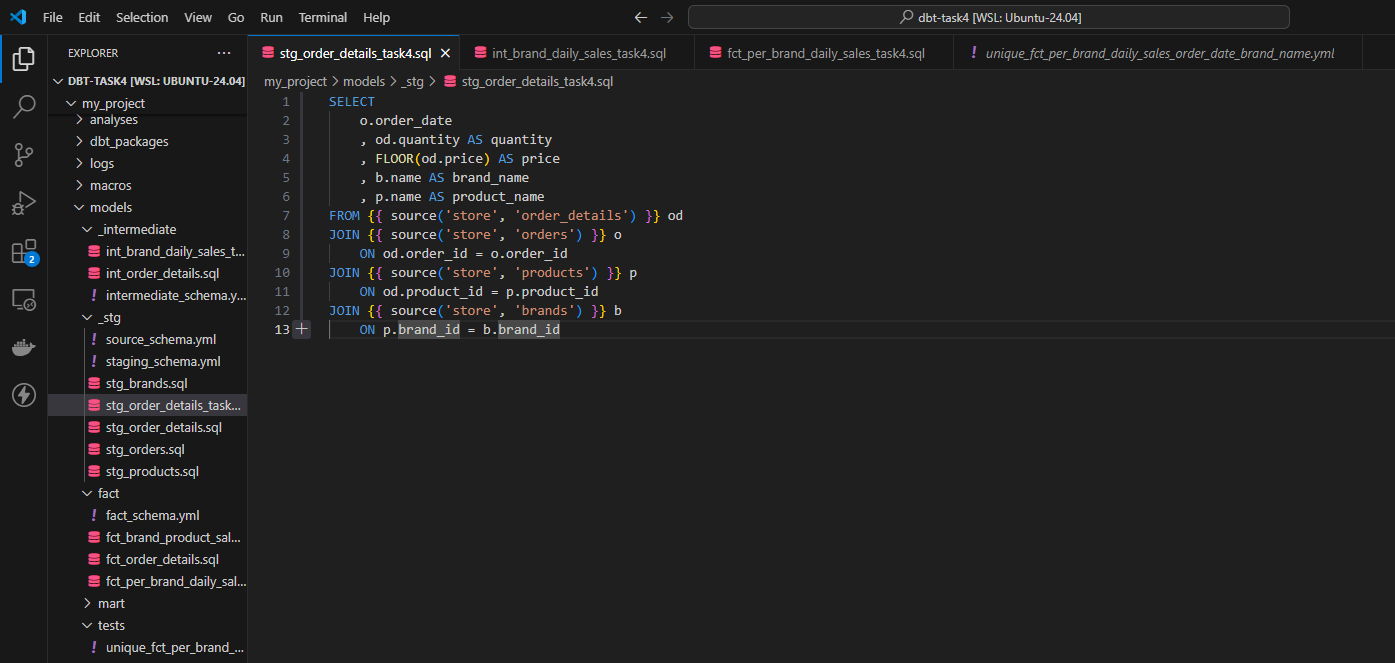 File Edit Selection View Go Run Terminal Help
dbt-task4 [WSL: Ubuntu-24.04]
EXPLORER
stg_order_details_task4.sql
int_brand_daily_sales_task4.sql
fct_per_brand_daily_sales_task4.sql
! unique_fct_per_brand_daily_sales_order_date_brand_name.yml
DBT-TASK4 [WSL: UBUNTU-24.04]
my_project
analyses
dbt_packages
logs
macros
models
_intermediate
int_brand_daily_sales_t...
int_order_details.sql
! intermediate_schema.y...
_stg
! source_schema.yml
! staging_schema.yml
stg_brands.sql
stg_order_details_task...
stg_order_details.sql
stg_orders.sql
stg_products.sql
fact
! fact_schema.yml
fct_brand_product_sal...
fct_order_details.sql
fct_per_brand_daily_sal...
mart
tests
! unique_fct_per_brand_...
2
my_project > models > _stg > stg_order_details_task4.sql
1 SELECT
2 o.order_date
3 , od.quantity AS quantity
4 , FLOOR(od.price) AS price
5 , b.name AS brand_name
6 , p.name AS product_name
7 FROM {{ source('store', 'order_details') }} od
8 JOIN {{ source('store', 'orders') }} o
9 ON od.order_id = o.order_id
10 JOIN {{ source('store', 'products') }} p
11 ON od.product_id = p.product_id
12 JOIN {{ source('store', 'brands') }} b
13 ON p.brand_id = b.brand_id